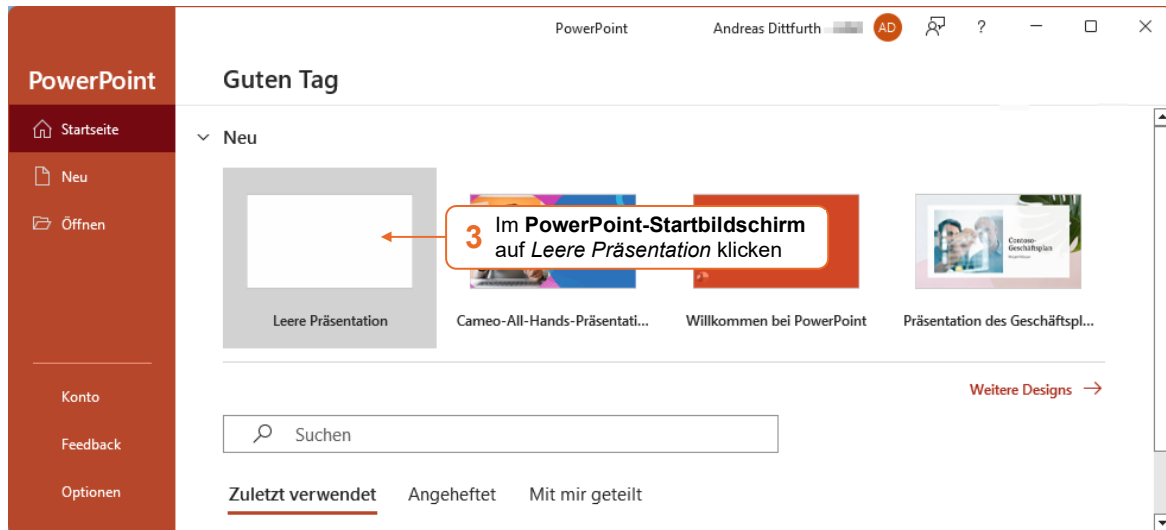 PowerPoint
Andreas Dittfurth
AD
?
PowerPoint
Guten Tag
Startseite
Neu
Öffnen
Konto
Feedback
Optionen
Neu
3 Im PowerPoint-Startbildschirm
auf Leere Präsentation klicken
Contoso-
Geschäftsplan
Leere Präsentation
Cameo-All-Hands-Präsentati...
Willkommen bei PowerPoint
Präsentation des Geschäftspl...
Weitere Designs
Suchen
Zuletzt verwendet
Angeheftet
Mit mir geteilt